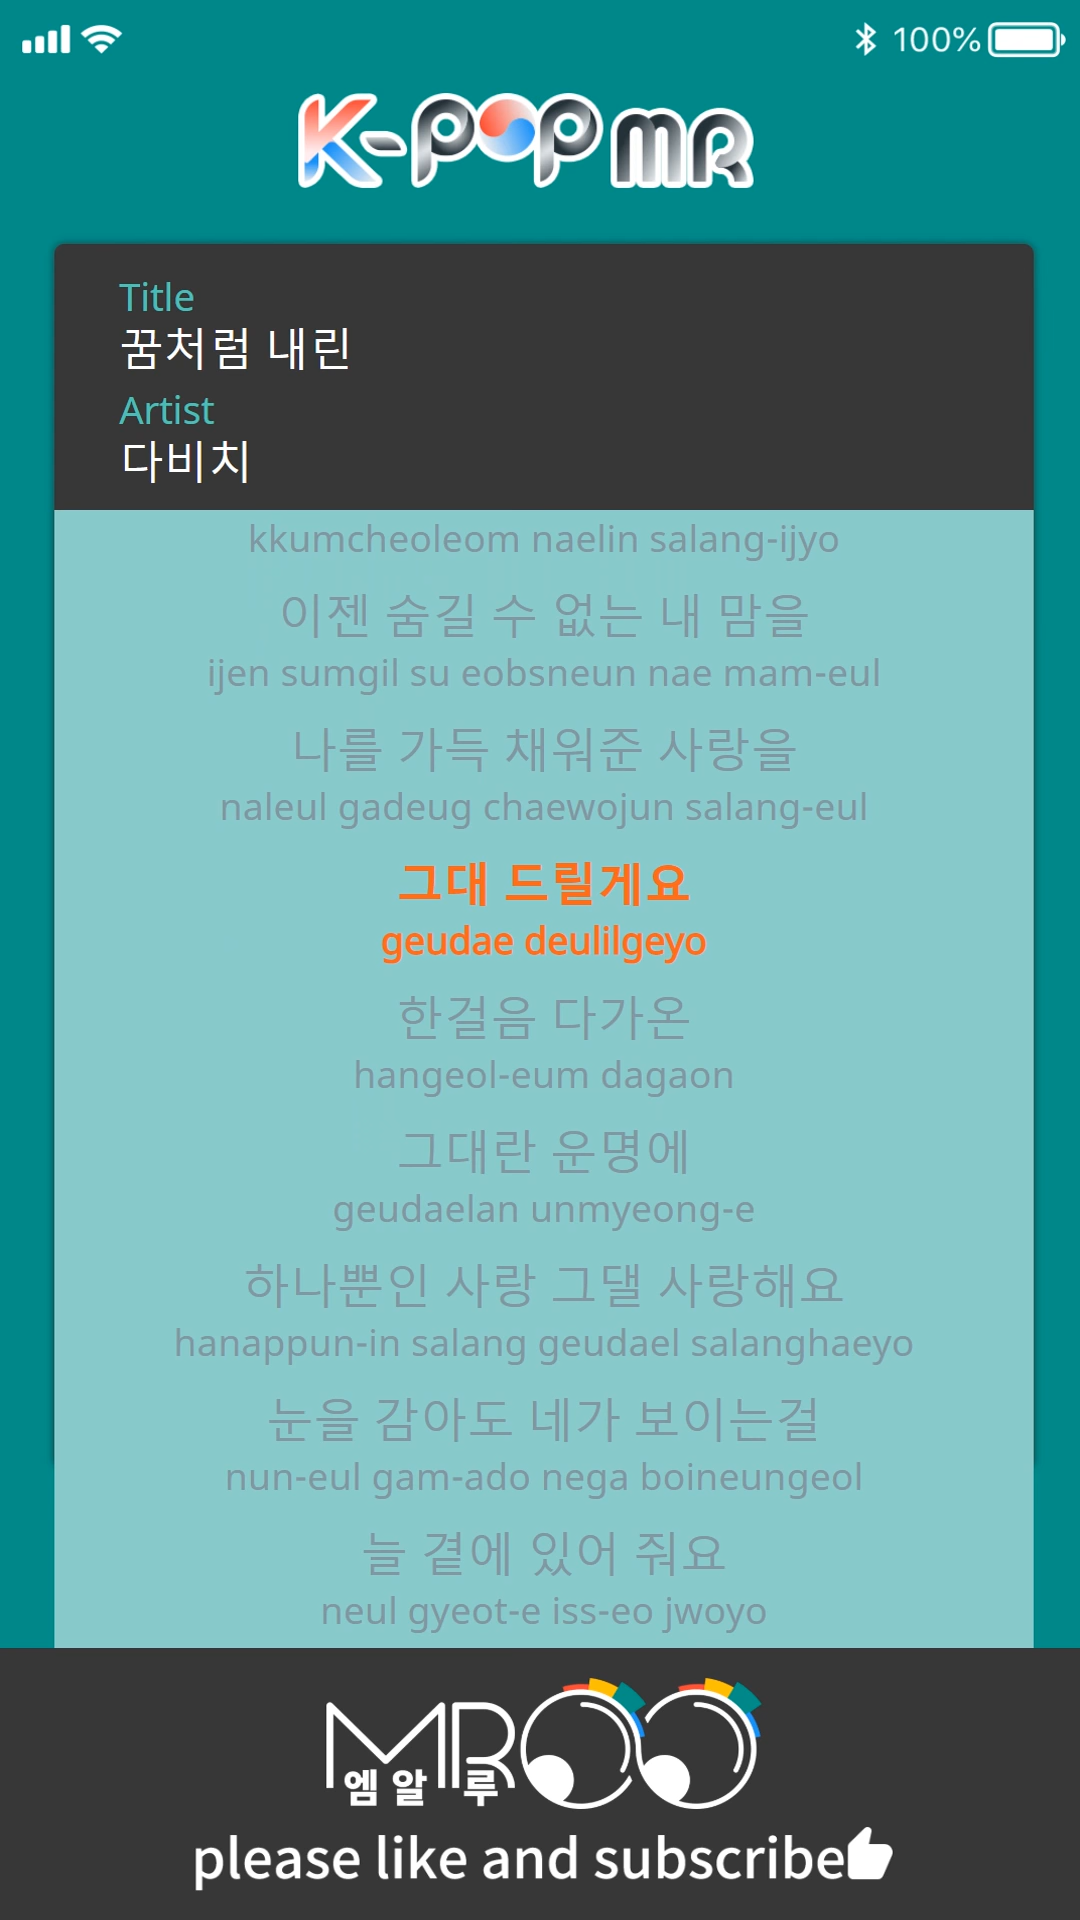 100%
K-POP MR
Title
꿈처럼 내린
Artist
다비치
kkumcheoleom naelin salang-ijyo
이젠 숨길 수 없는 내 맘을
ijen sumgil su eobsneun nae mam-eul
나를 가득 채워준 사랑을
naleul gadeug chaewojun salang-eul
그대 드릴게요
geudae deulilgeyo
한걸음 다가온
hangeol-eum dagaon
그대란 운명에
geudaelan unmyeong-e
하나뿐인 사랑 그댈 사랑해요
hanappun-in salang geudael salanghaeyo
눈을 감아도 네가 보이는걸
nun-eul gam-ado nega boineungeol
늘 곁에 있어 줘요
neul gyeot-e iss-eo jwoyo
MROO
엠알루
please like and subscribe